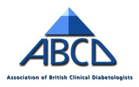 ABCD
Association of British Clinical Diabetologists